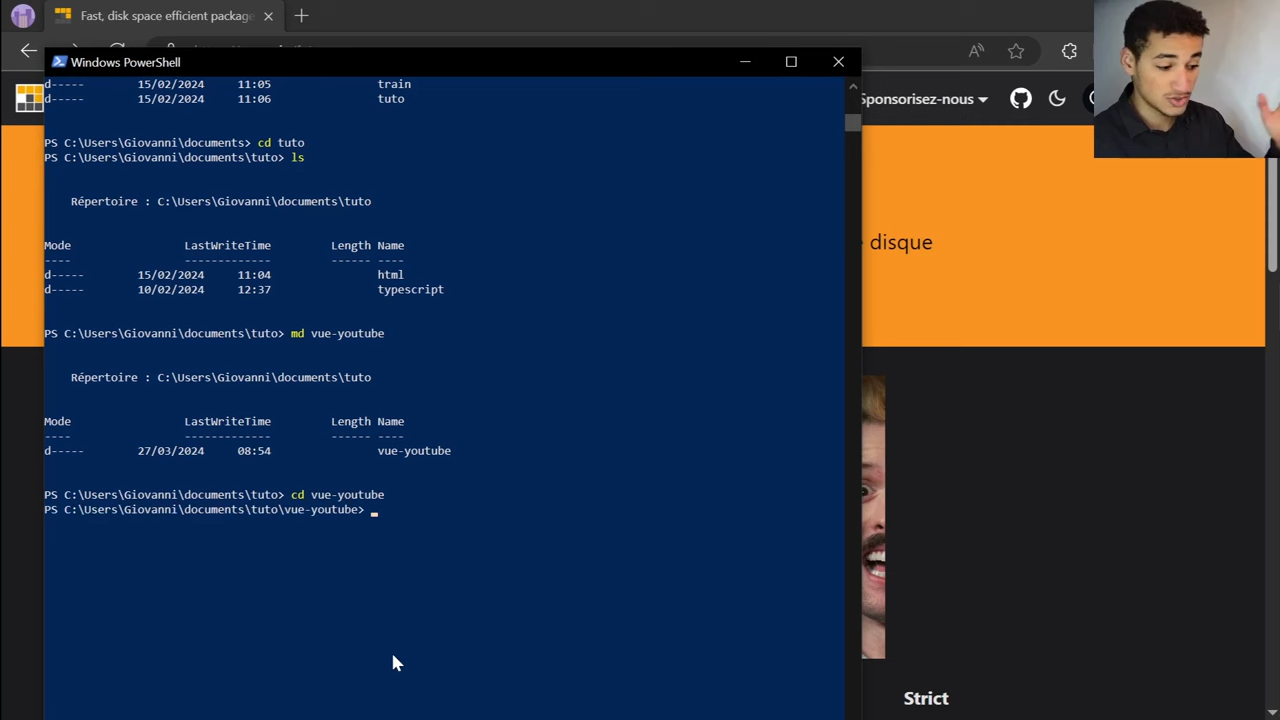 Fast, disk space efficient package
Windows PowerShell
d----- 15/02/2024 11:05 train
d----- 15/02/2024 11:06 tuto
Sponsorisez-nous
PS C:\Users\Giovanni\documents> cd tuto
PS C:\Users\Giovanni\documents\tuto> ls
Répertoire : C:\Users\Giovanni\documents\tuto
disque
Mode LastWriteTime Length Name
---- ------------- ------ ----
d----- 15/02/2024 11:04 html
d----- 10/02/2024 12:37 typescript
PS C:\Users\Giovanni\documents\tuto> md vue-youtube
Répertoire : C:\Users\Giovanni\documents\tuto
Mode LastWriteTime Length Name
---- ------------- ------ ----
d----- 27/03/2024 08:54 vue-youtube
PS C:\Users\Giovanni\documents\tuto> cd vue-youtube
PS C:\Users\Giovanni\documents\tuto\vue-youtube>
Strict